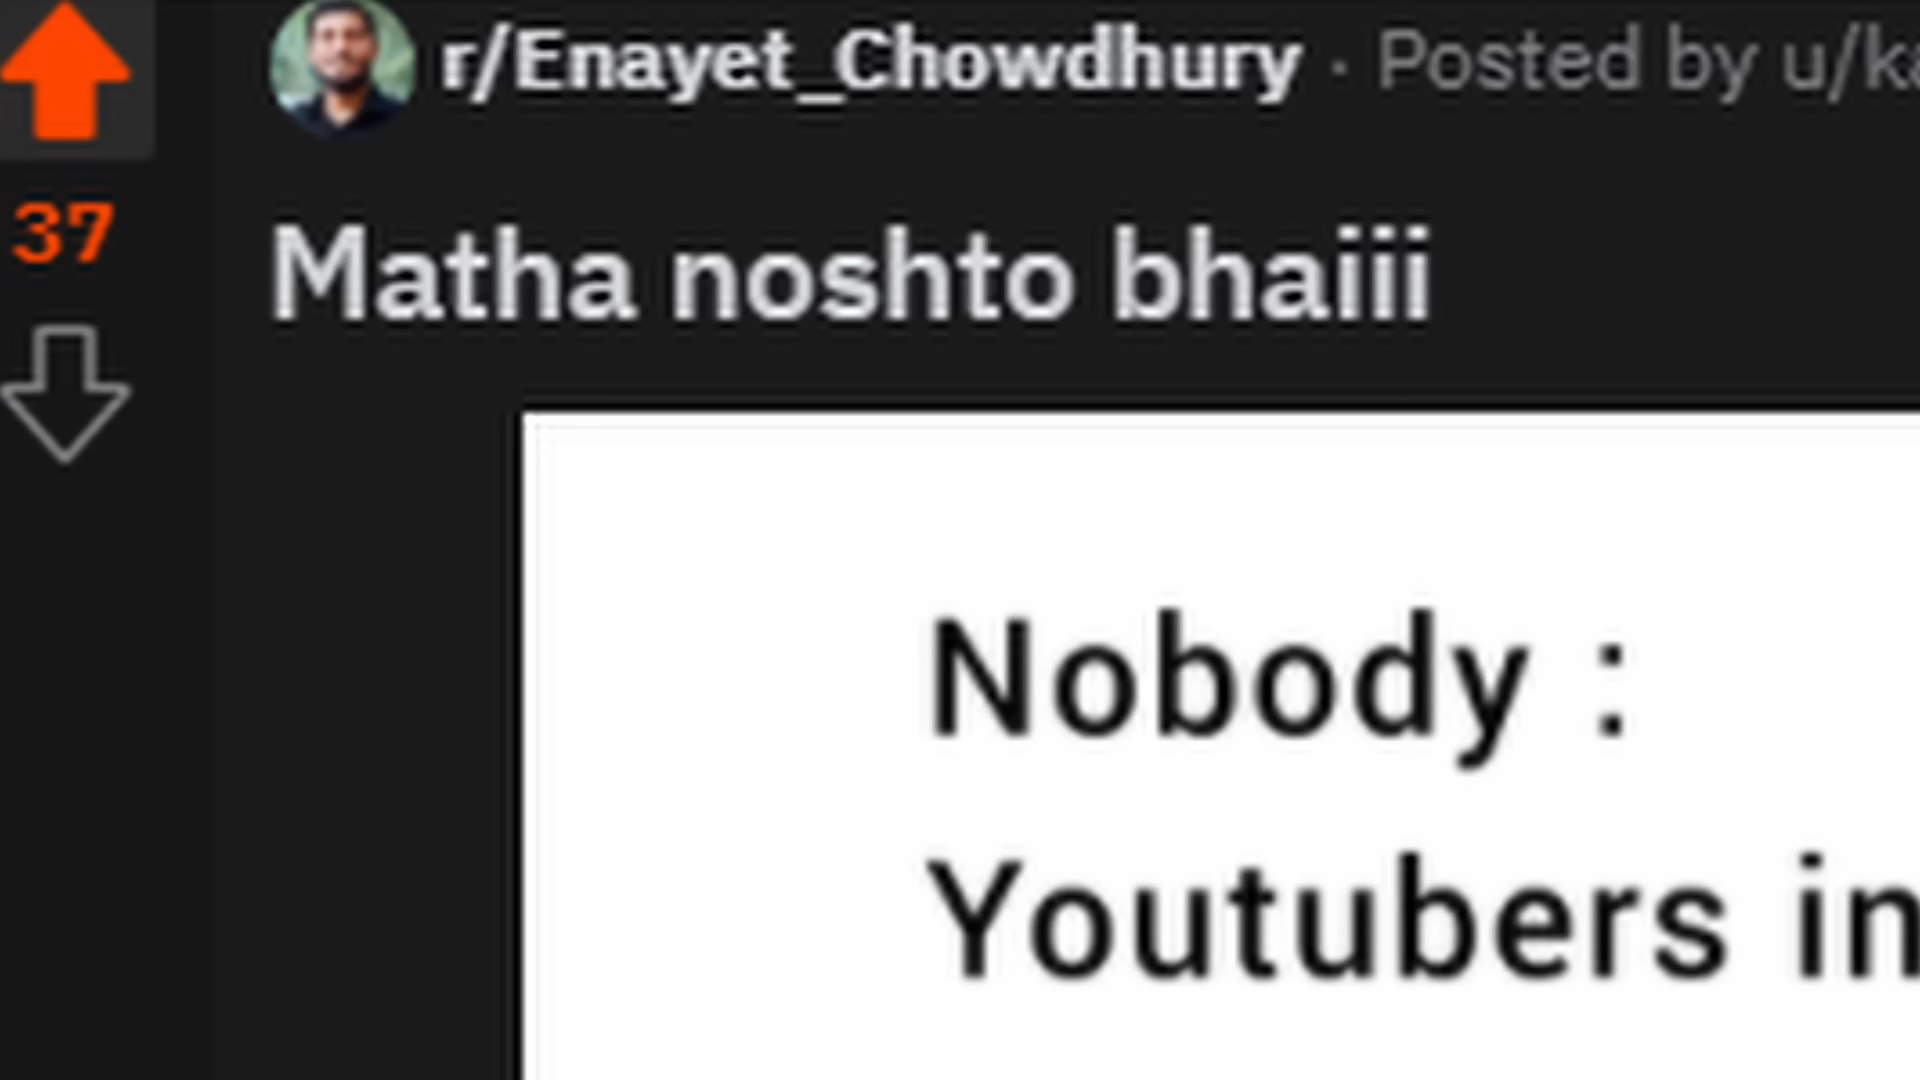 r/Enayet_Chowdhury · Posted by u/ka
37
Matha noshto bhaiii
Nobody :
Youtubers in